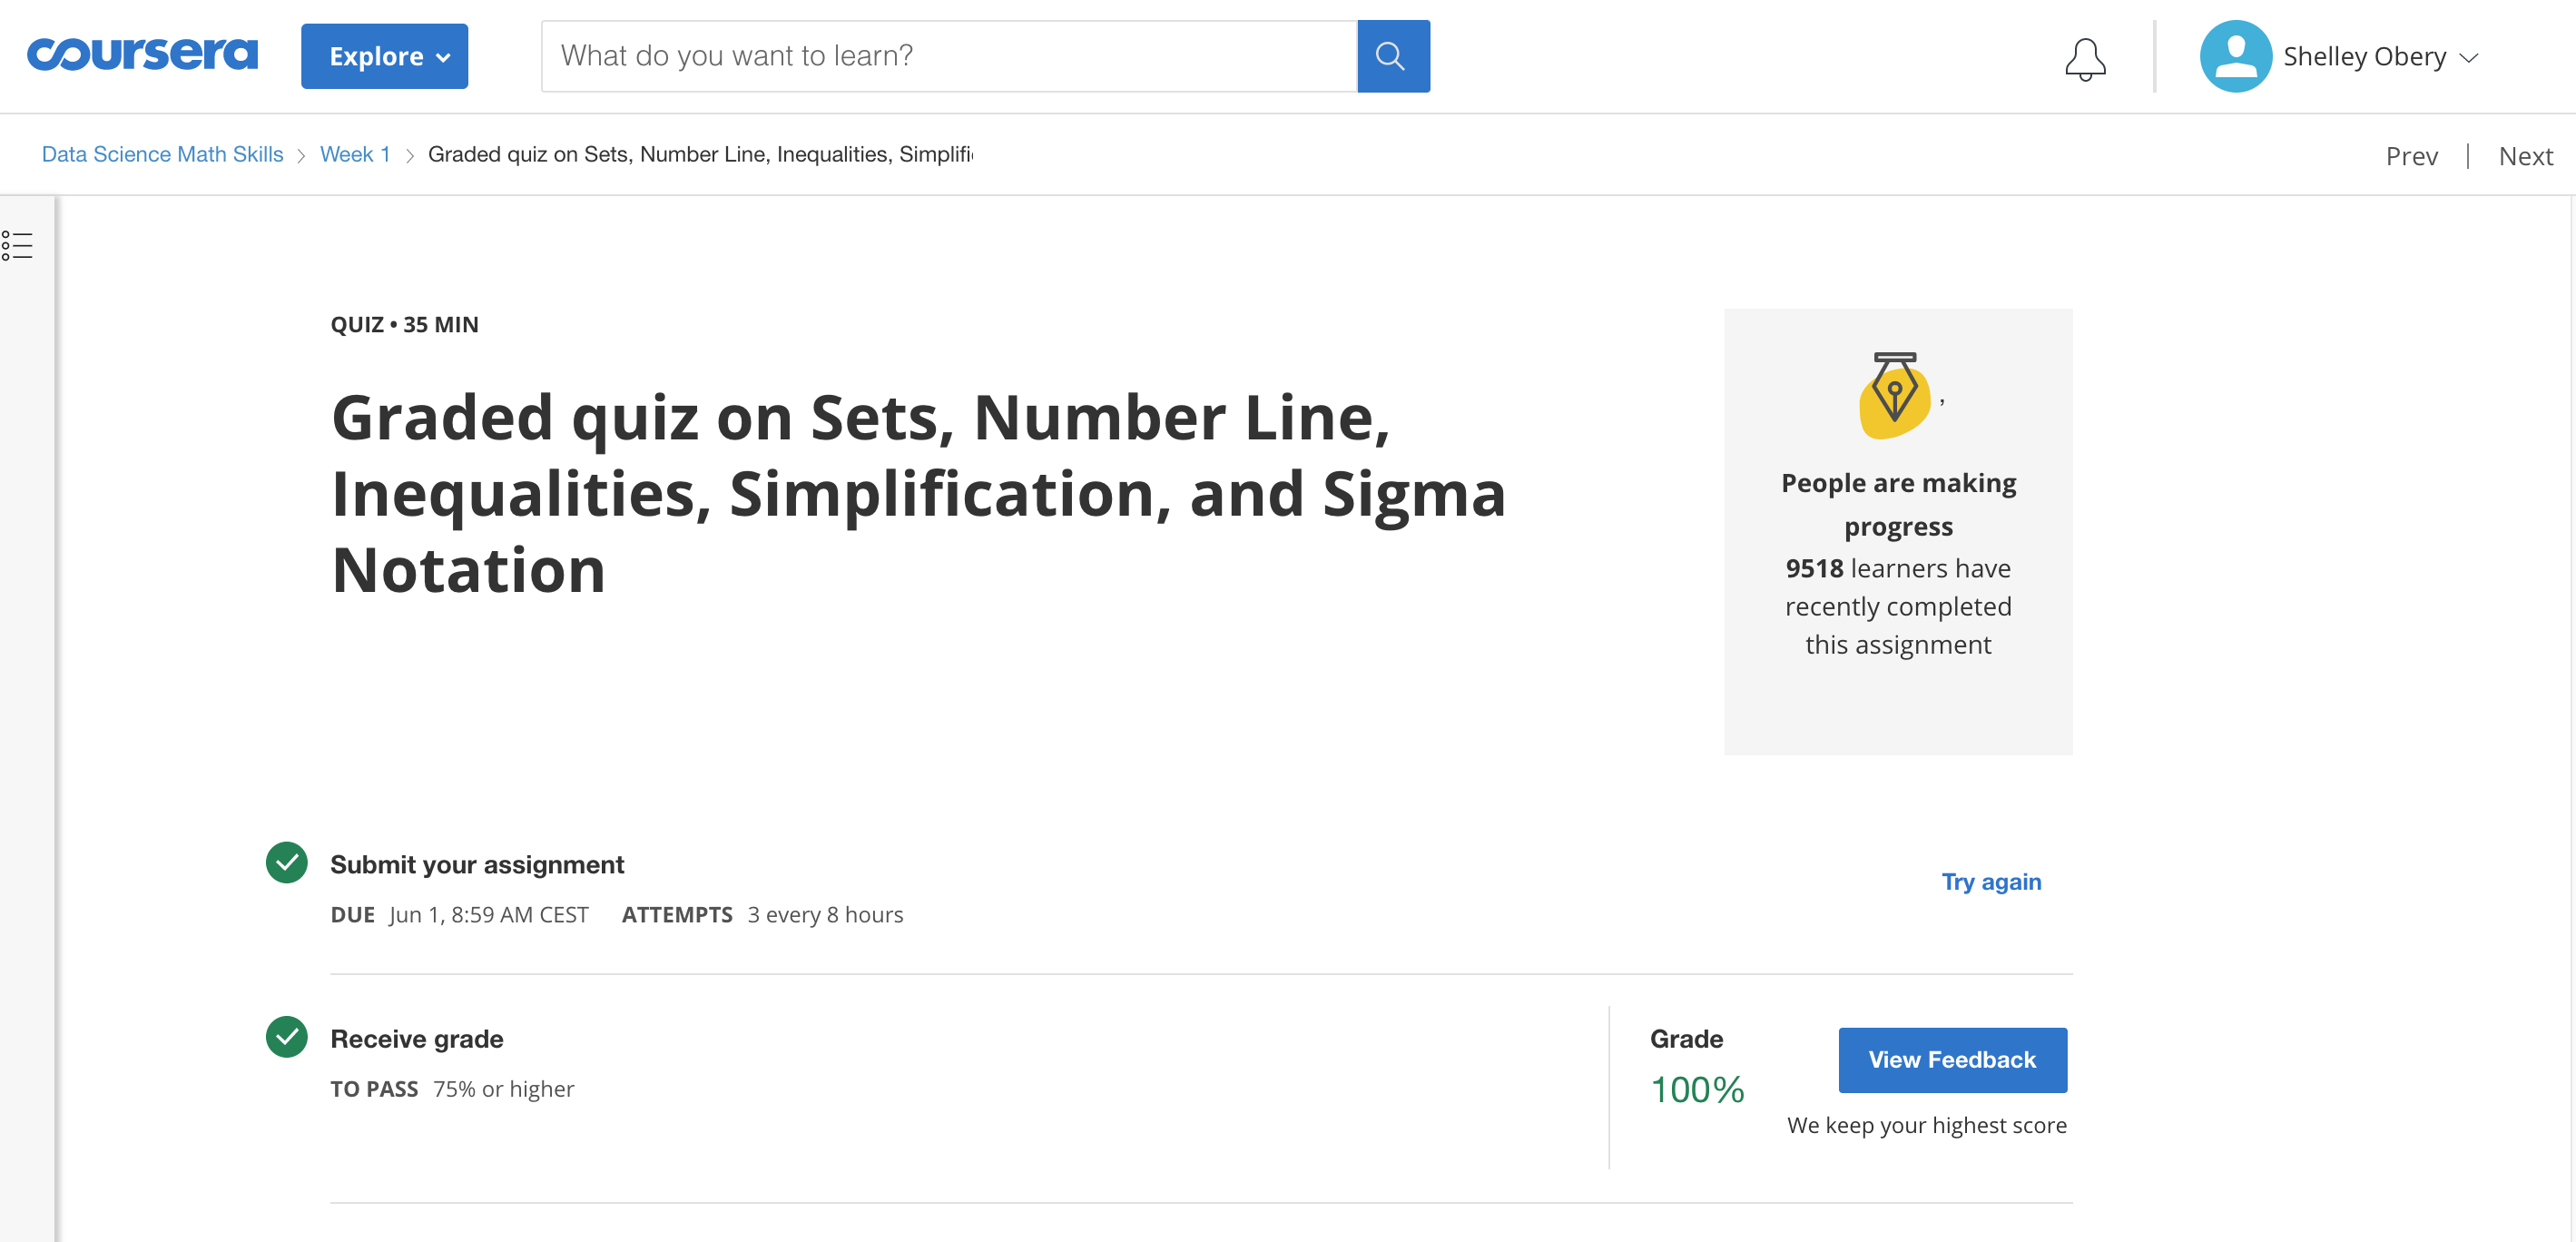 coursera
Explore
What do you want to learn?
Shelley Obery
Data Science Math Skills > Week 1 > Graded quiz on Sets, Number Line, Inequalities, Simplifi
Prev | Next
QUIZ • 35 MIN
Graded quiz on Sets, Number Line,
Inequalities, Simplification, and Sigma
Notation
,
People are making
progress
9518 learners have
recently completed
this assignment
Submit your assignment
DUE Jun 1, 8:59 AM CEST ATTEMPTS 3 every 8 hours
Try again
Receive grade
TO PASS 75% or higher
Grade
100%
View Feedback
We keep your highest score